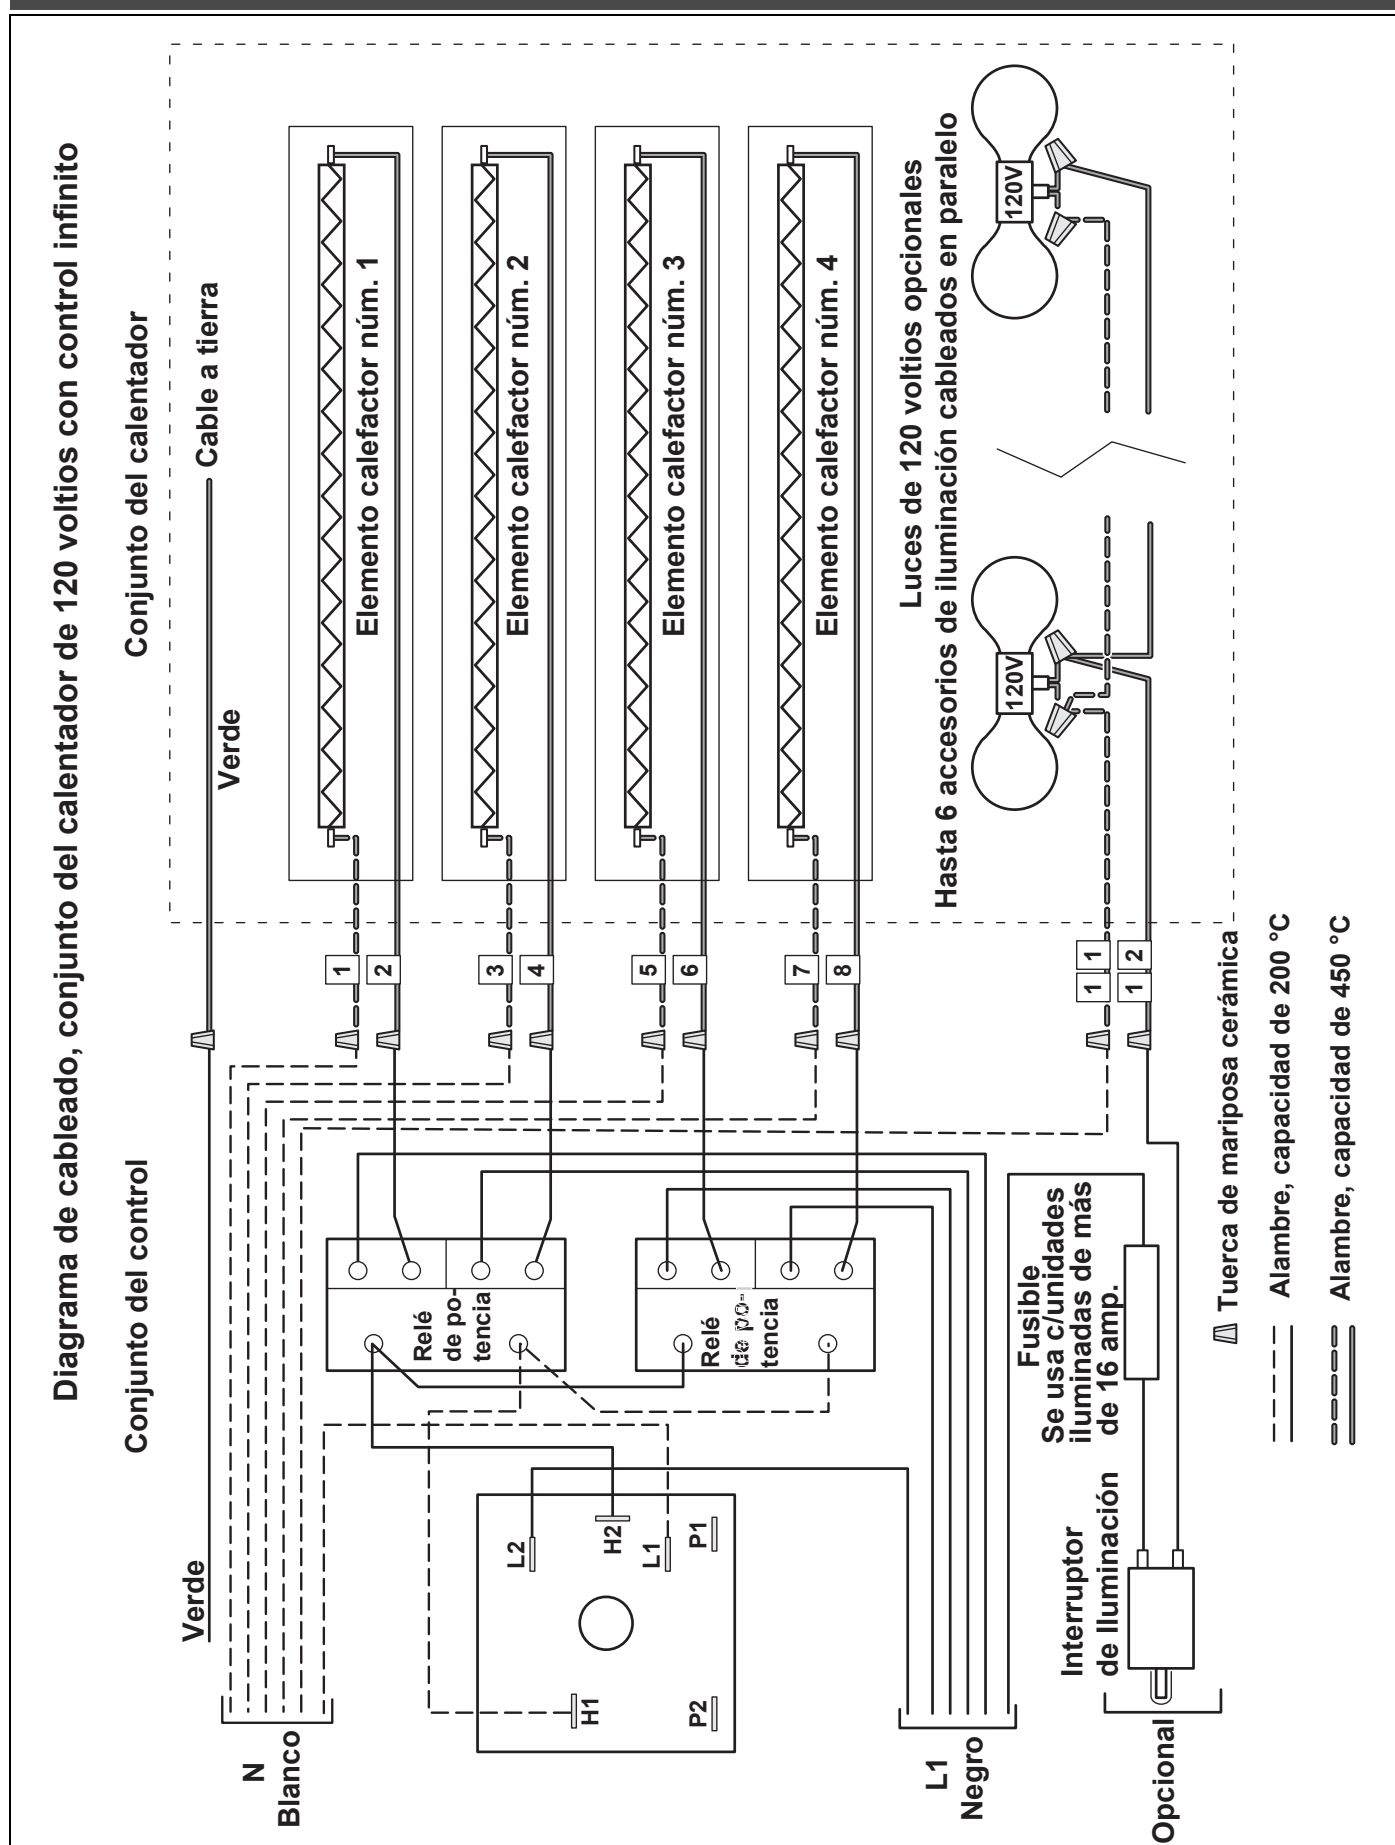 Diagrama de cableado, conjunto del calentador de 120 voltios con control infinito
Conjunto del control
Conjunto del calentador
Verde
Verde
Cable a tierra
N
Blanco
1
2
3
4
5
6
7
8
1 1
1 2
Elemento calefactor núm. 1
Elemento calefactor núm. 2
Elemento calefactor núm. 3
Elemento calefactor núm. 4
Relé
de po-
tencia
Relé
de po-
tencia
H1
P2
L2
H2
L1
P1
L1
Negro
Luces de 120 voltios opcionales
Hasta 6 accesorios de iluminación cableados en paralelo
120V
120V
Fusible
Se usa c/unidades
iluminadas de más
de 16 amp.
Interruptor
de Iluminación
Opcional
Tuerca de mariposa cerámica
Alambre, capacidad de 200 °C
Alambre, capacidad de 450 °C